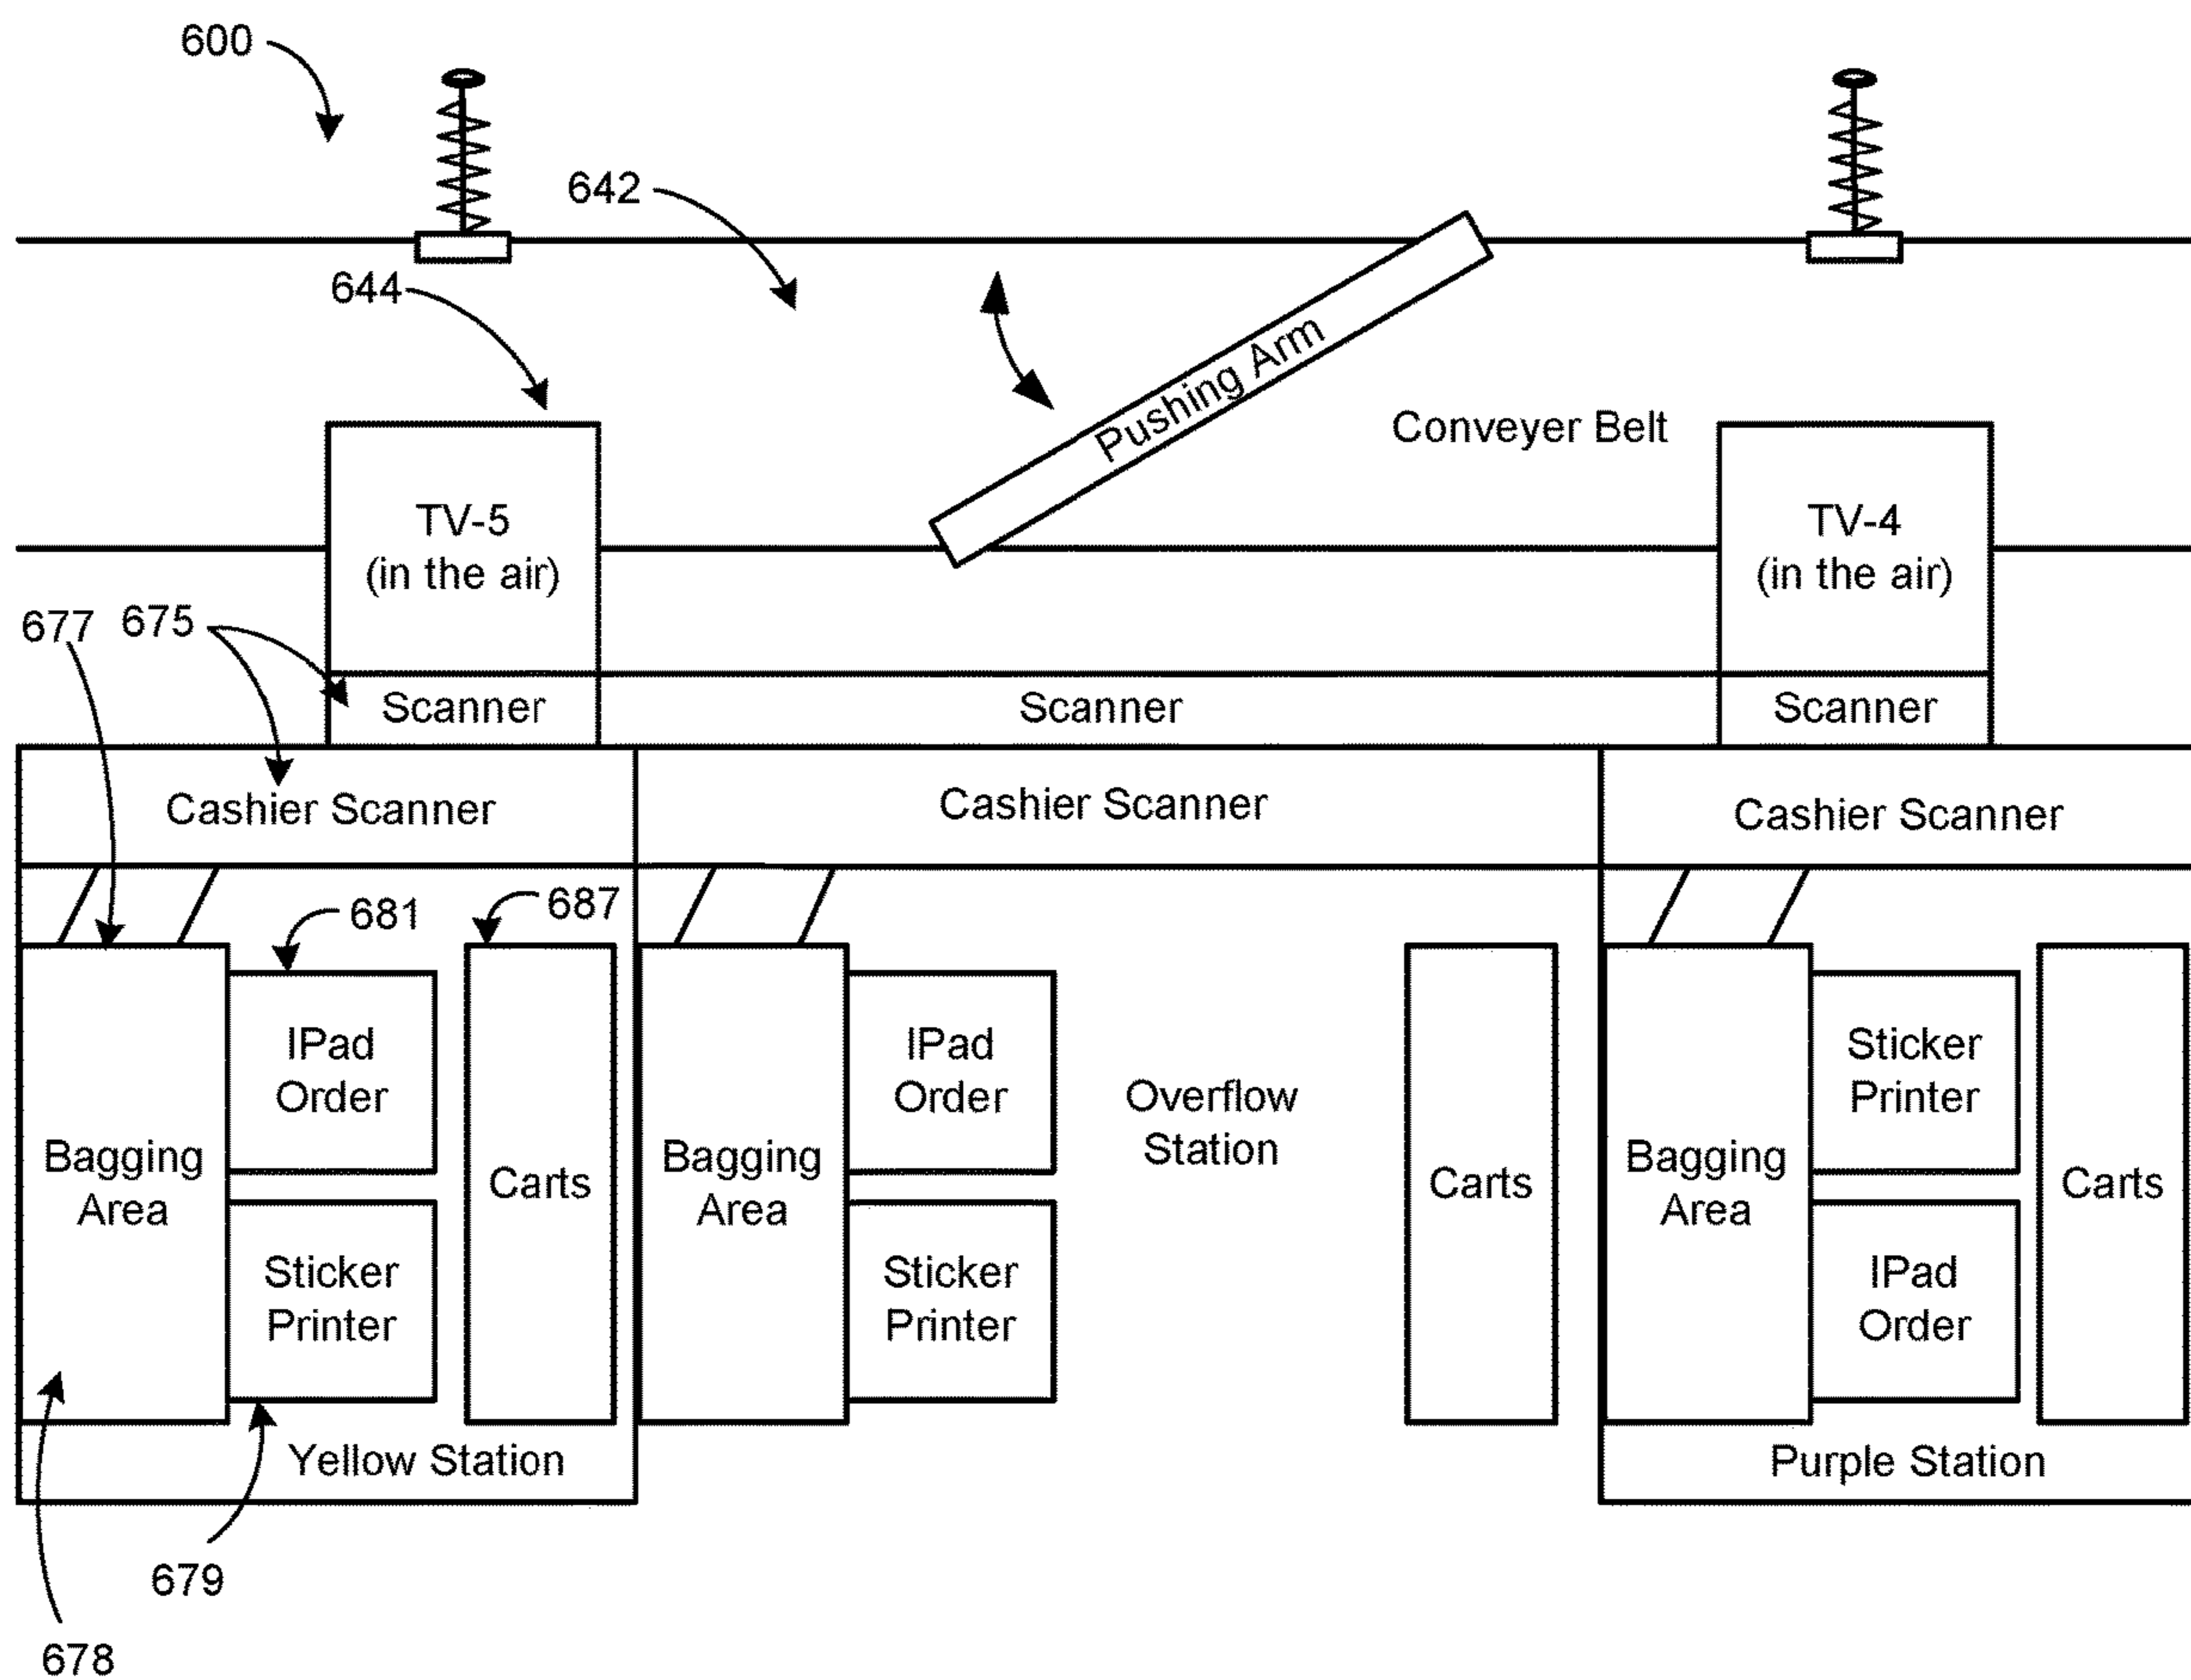 600
642
644
Pushing Arm
Conveyer Belt
TV-5
(in the air)
TV-4
(in the air)
677
675
Scanner
Scanner
Scanner
Cashier Scanner
Cashier Scanner
Cashier Scanner
681
687
Bagging
Area
IPad
Order
Sticker
Printer
Carts
Yellow Station
Bagging
Area
IPad
Order
Sticker
Printer
Overflow
Station
Carts
Bagging
Area
Sticker
Printer
IPad
Order
Carts
Purple Station
679
678